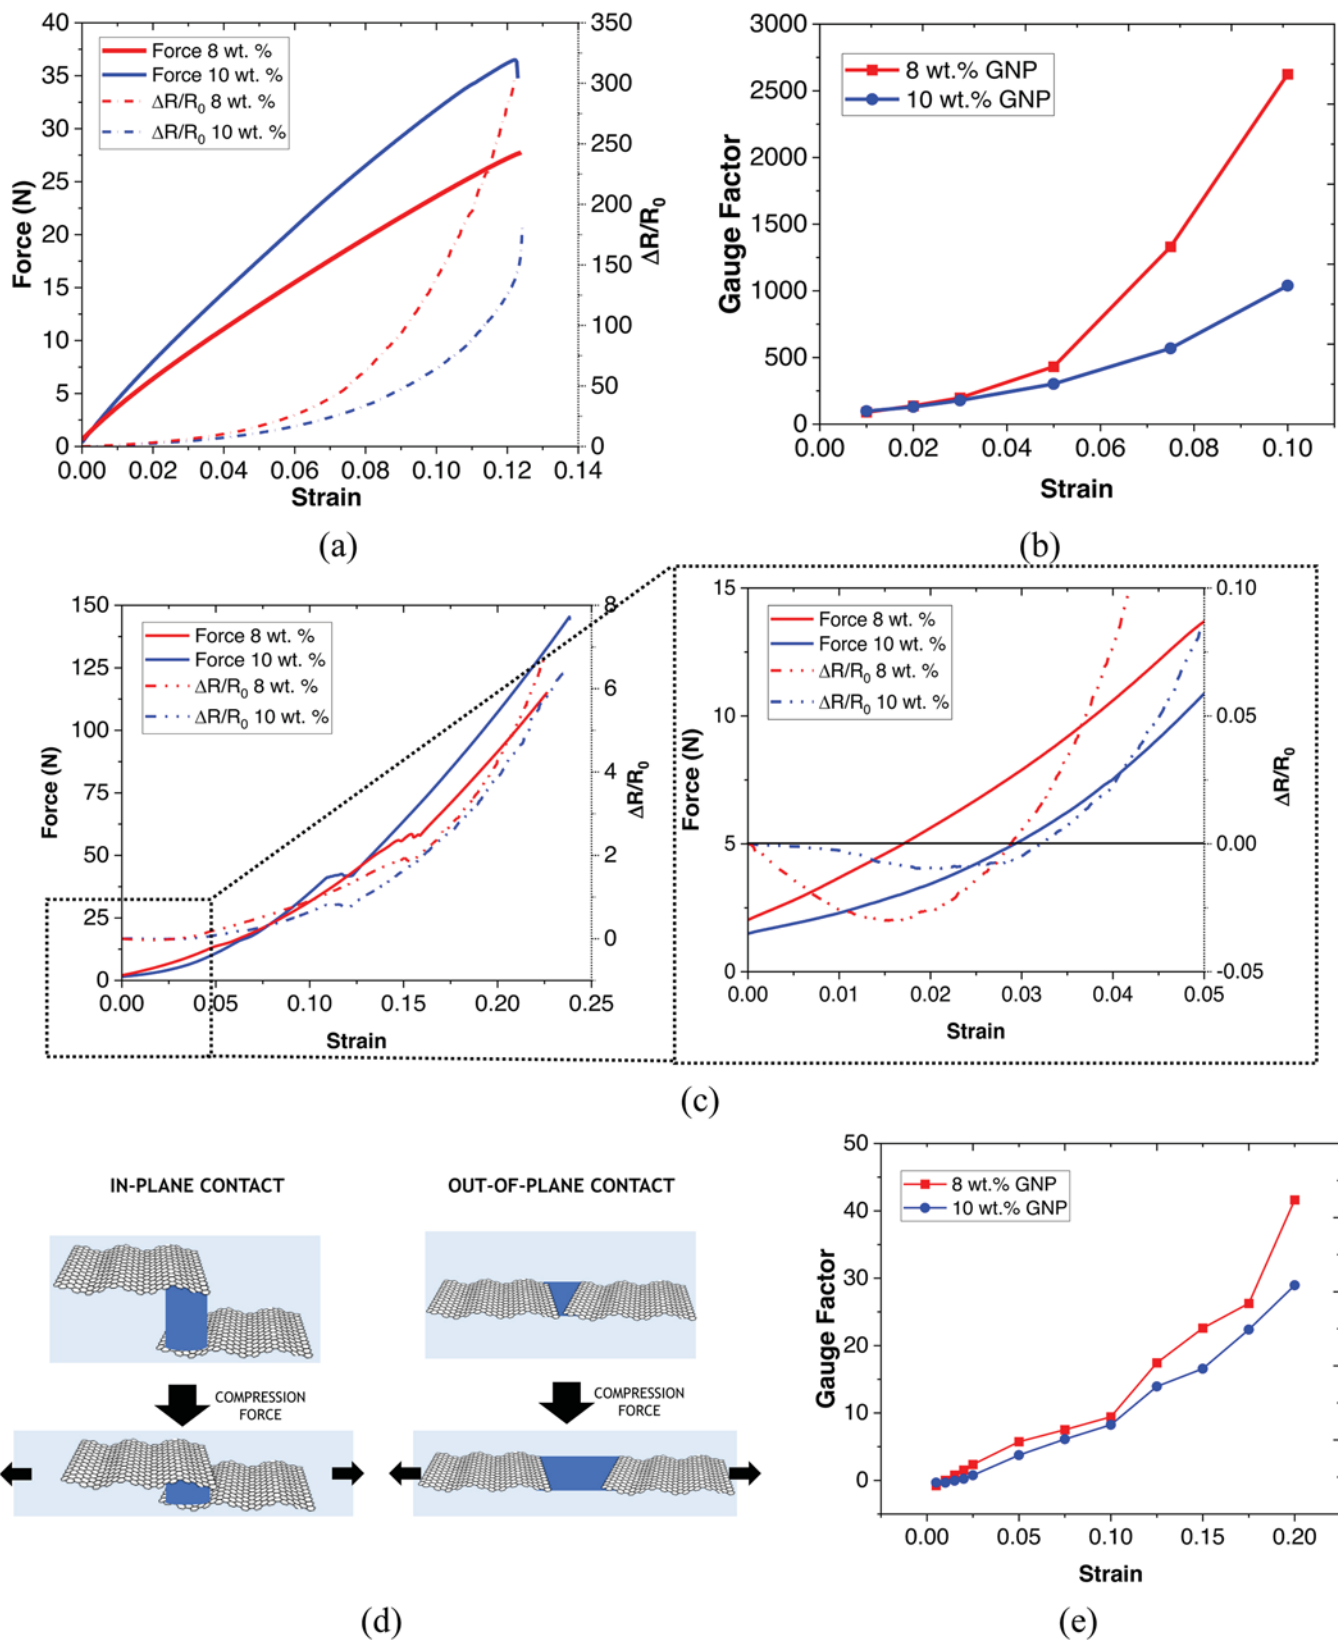 40
35
30
25
20
15
10
5
0
Force (N)
Force 8 wt. %
Force 10 wt. %
ΔR/R0 8 wt. %
ΔR/R0 10 wt. %
350
300
250
200
150
100
50
0
ΔR/R0
0.00 0.02 0.04 0.06 0.08 0.10 0.12 0.14
Strain
(a)
3000
2500
2000
1500
1000
500
0
Gauge Factor
8 wt.% GNP
10 wt.% GNP
0.00 0.02 0.04 0.06 0.08 0.10
Strain
(b)
150
125
100
75
50
25
0
Force (N)
Force 8 wt. %
Force 10 wt. %
ΔR/R0 8 wt. %
ΔR/R0 10 wt. %
8
6
4
2
0
ΔR/R0
0.00 0.05 0.10 0.15 0.20 0.25
Strain
15
10
5
0
Force (N)
Force 8 wt. %
Force 10 wt. %
ΔR/R0 8 wt. %
ΔR/R0 10 wt. %
0.10
0.05
0.00
-0.05
ΔR/R0
0.00 0.01 0.02 0.03 0.04 0.05
Strain
(c)
IN-PLANE CONTACT
COMPRESSION
FORCE
OUT-OF-PLANE CONTACT
COMPRESSION
FORCE
(d)
50
40
30
20
10
0
Gauge Factor
8 wt.% GNP
10 wt.% GNP
0.00 0.05 0.10 0.15 0.20
Strain
(e)